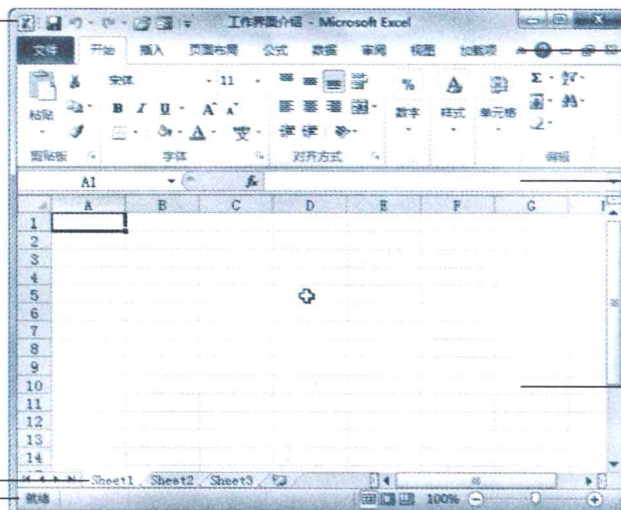 工作界面介绍 - Microsoft Excel
文件 开始 插入 页面布局 公式 数据 审阅 视图 加载项
宋体 11 % A Σ
粘贴 B I U A A 数字 样式 单元格
A
剪贴板 字体 对齐方式 编辑
A1 fx
A B C D E F G
1
2
3
4
5
6
7
8
9
10
11
12
13
14
Sheet1 Sheet2 Sheet3
就绪 100%